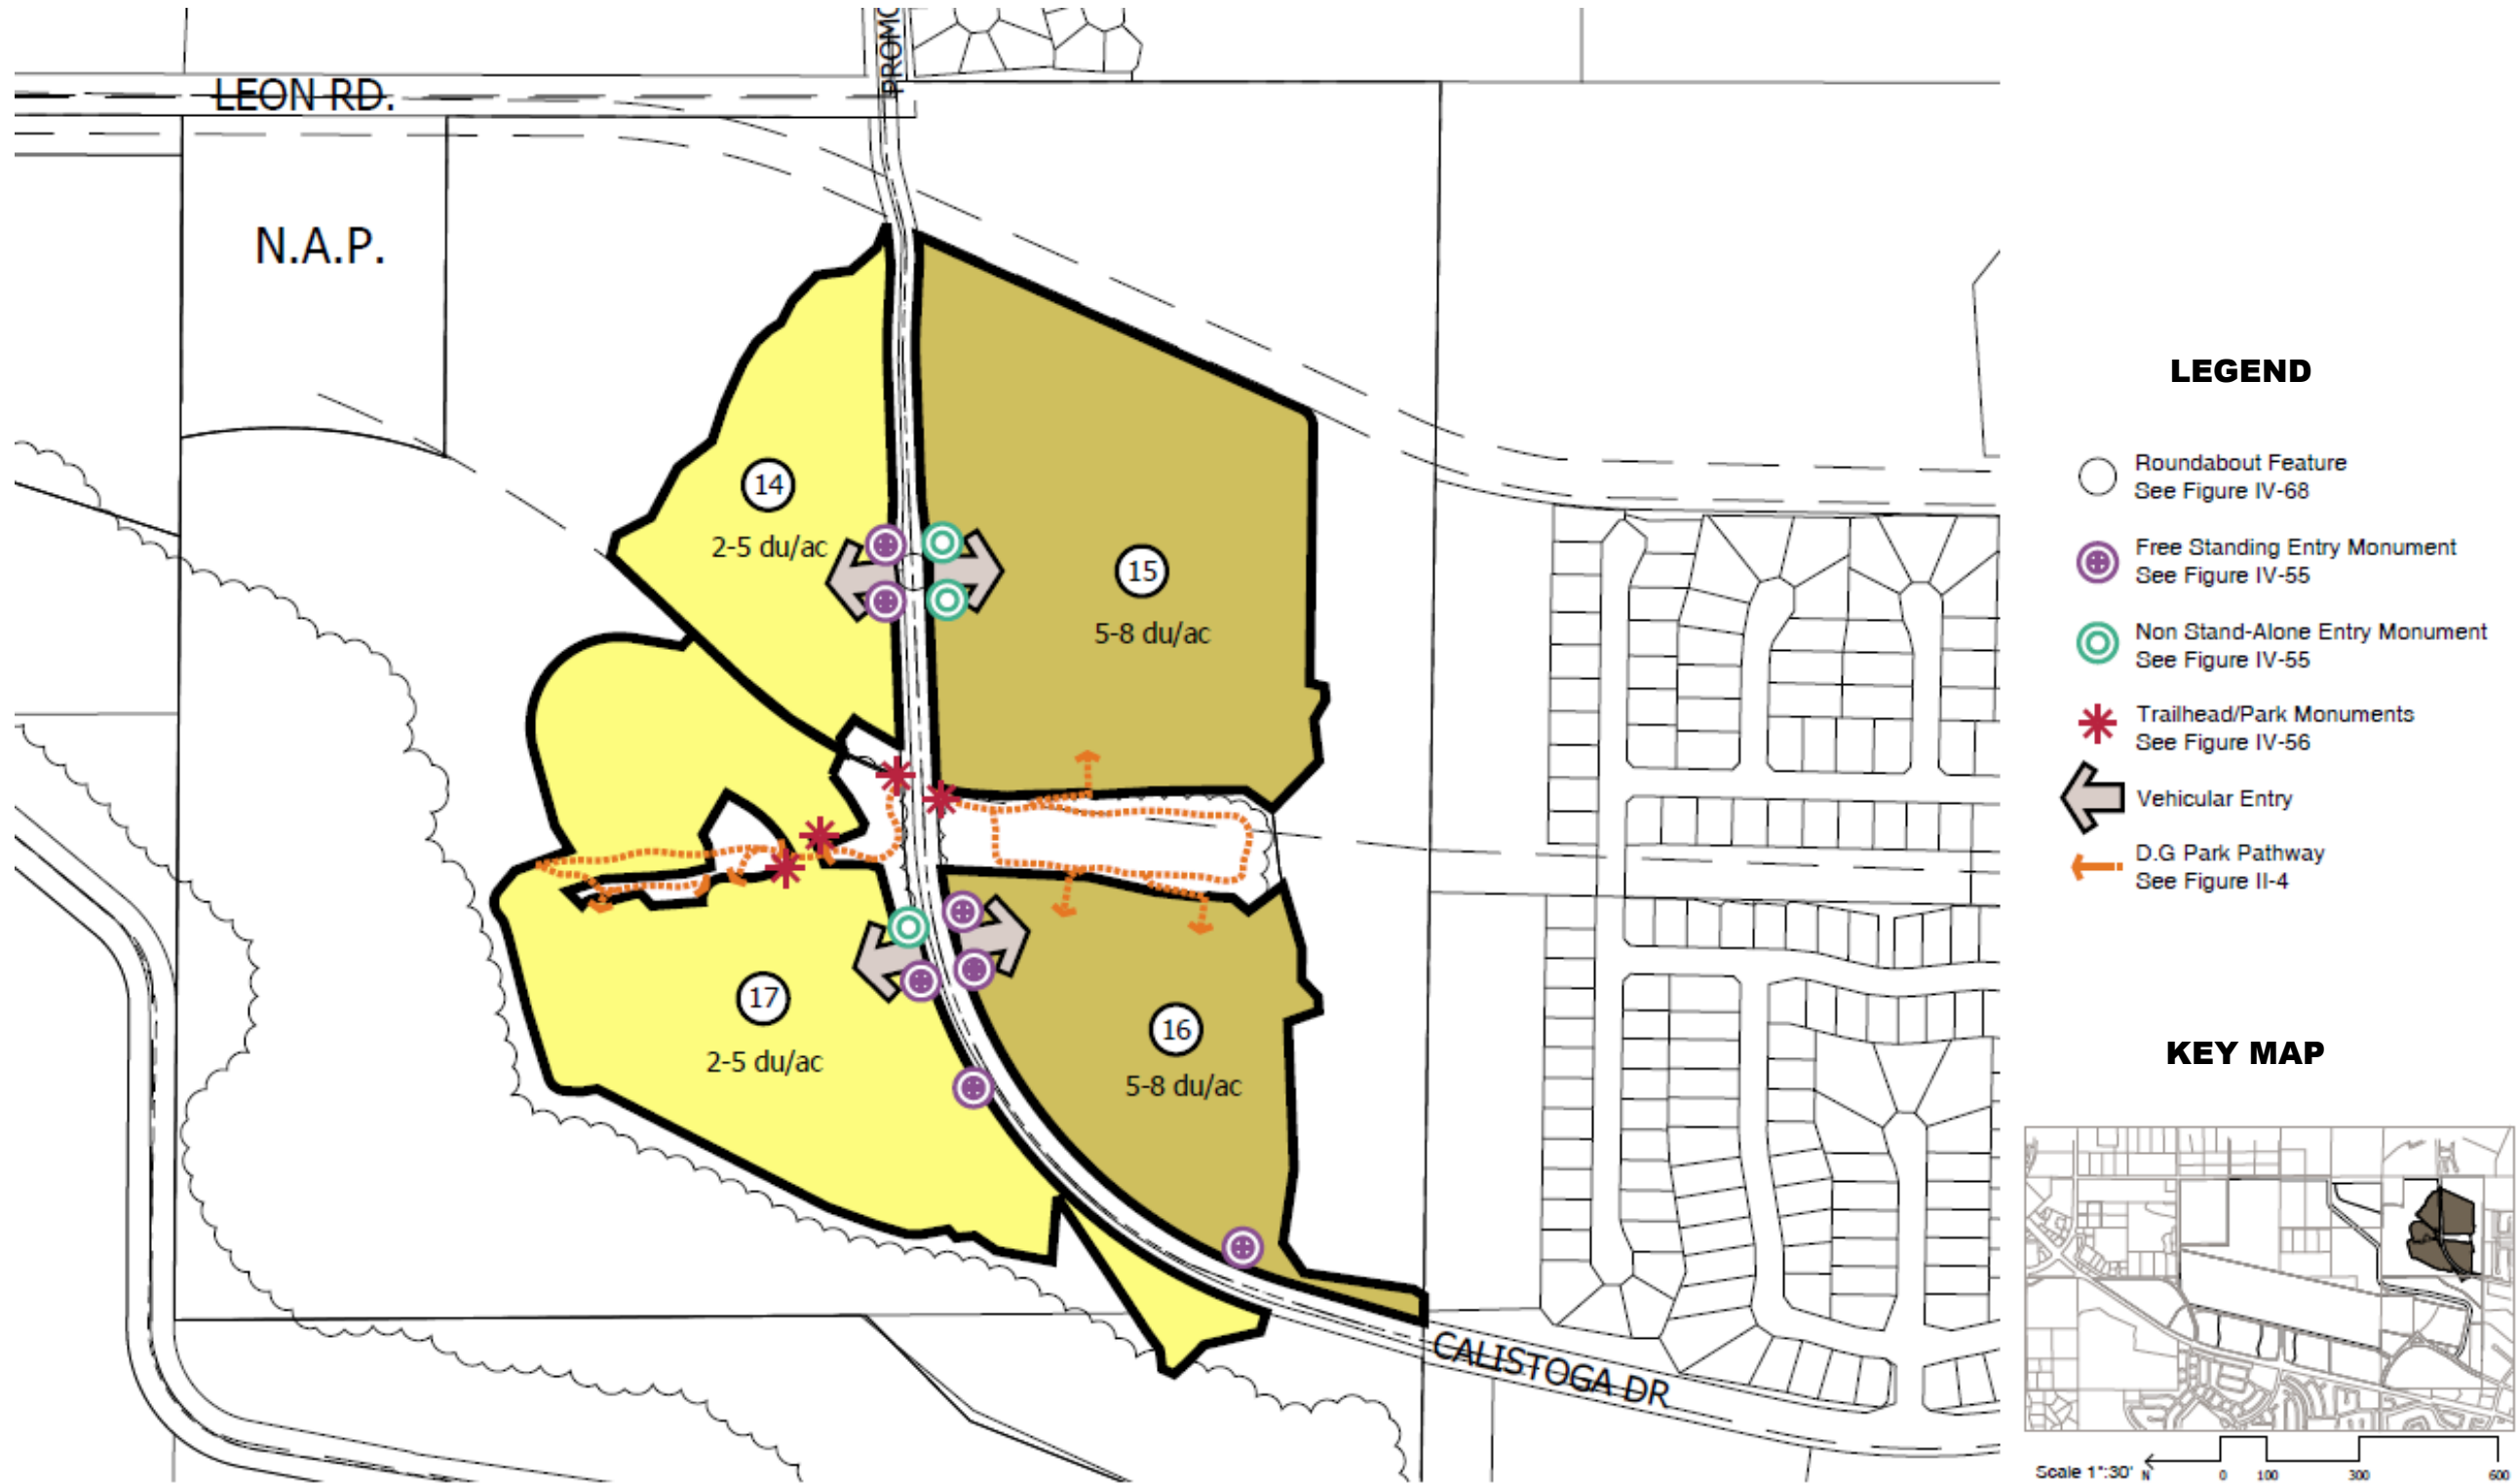 PROMO
LEON RD.
N.A.P.
14
2-5 du/ac
15
5-8 du/ac
17
2-5 du/ac
16
5-8 du/ac
CALISTOGA DR
LEGEND
Roundabout Feature
See Figure IV-68
Free Standing Entry Monument
See Figure IV-55
Non Stand-Alone Entry Monument
See Figure IV-55
Trailhead/Park Monuments
See Figure IV-56
Vehicular Entry
D.G Park Pathway
See Figure II-4
KEY MAP
Scale 1":30' N 0 100 300 600